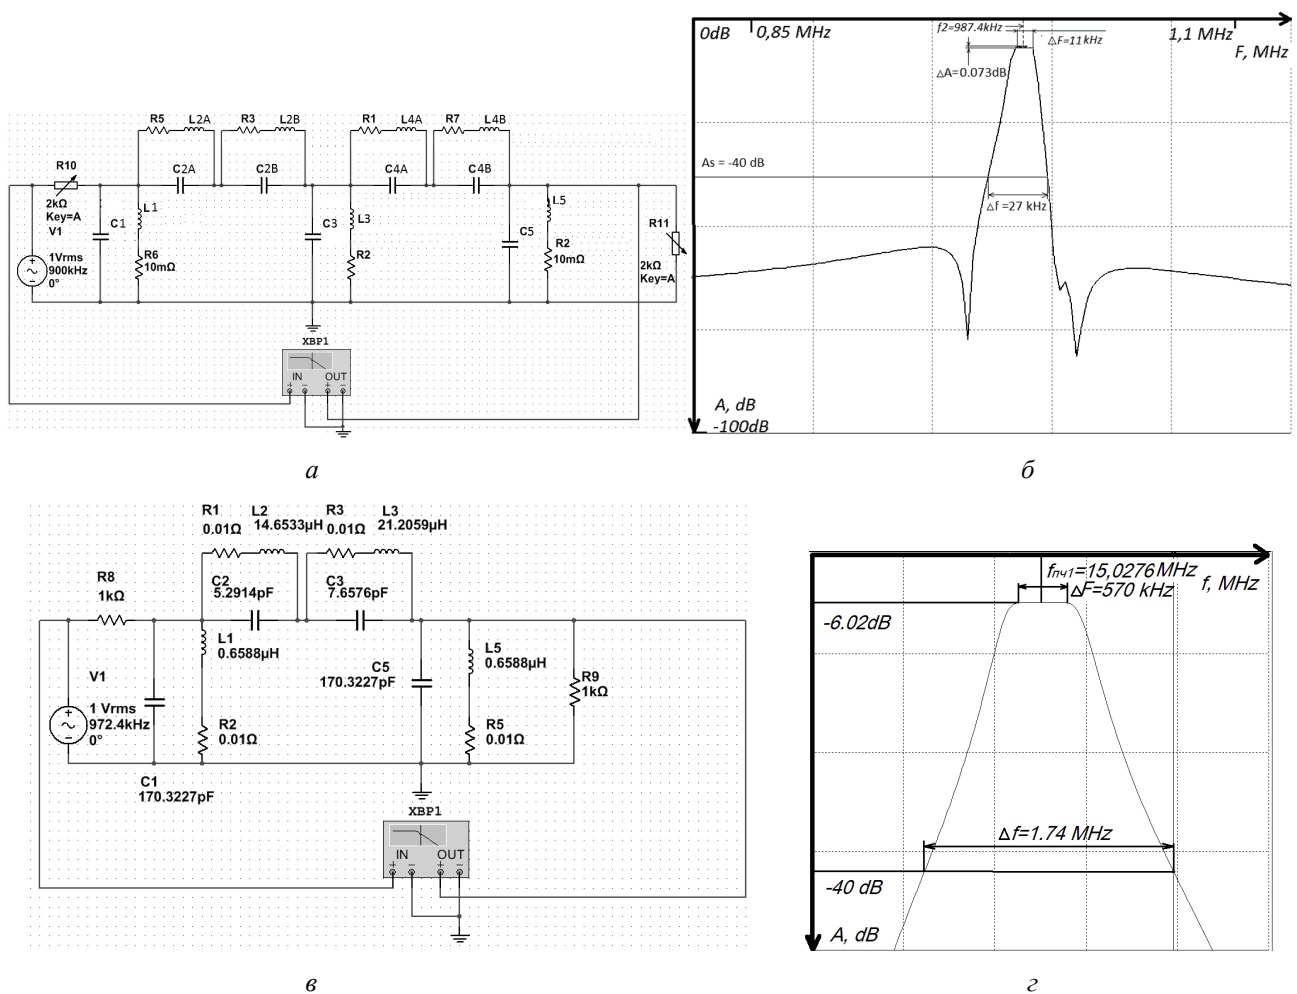 R5 L2A R3 L2B R1 L4A R7 L4B
R10
C2A C2B C4A C4B
2kΩ
Key=A
V1
L1
C1
C3
L3
L5
C5
R11
1Vrms
900kHz
0°
R6
10mΩ
R2
R2
10mΩ
2kΩ
Key=A
XBP1
IN OUT
а
0dB
0,85 MHz
f2=987.4kHz
ΔF=11kHz
1,1 MHz
F, MHz
ΔA=0.073dB
As = -40 dB
Δf =27 kHz
A, dB
-100dB
б
R1 L2 R3 L3
0.01Ω 14.6533µH 0.01Ω 21.2059µH
R8
1kΩ
C2
5.2914pF
C3
7.6576pF
L1
0.6588µH
C5
170.3227pF
L5
0.6588µH
R9
1kΩ
V1
1 Vrms
972.4kHz
0°
R2
0.01Ω
R5
0.01Ω
C1
170.3227pF
XBP1
IN OUT
в
fпч1=15,0276 MHz
ΔF=570 kHz
f, MHz
-6.02dB
Δf=1.74 MHz
-40 dB
A, dB
г